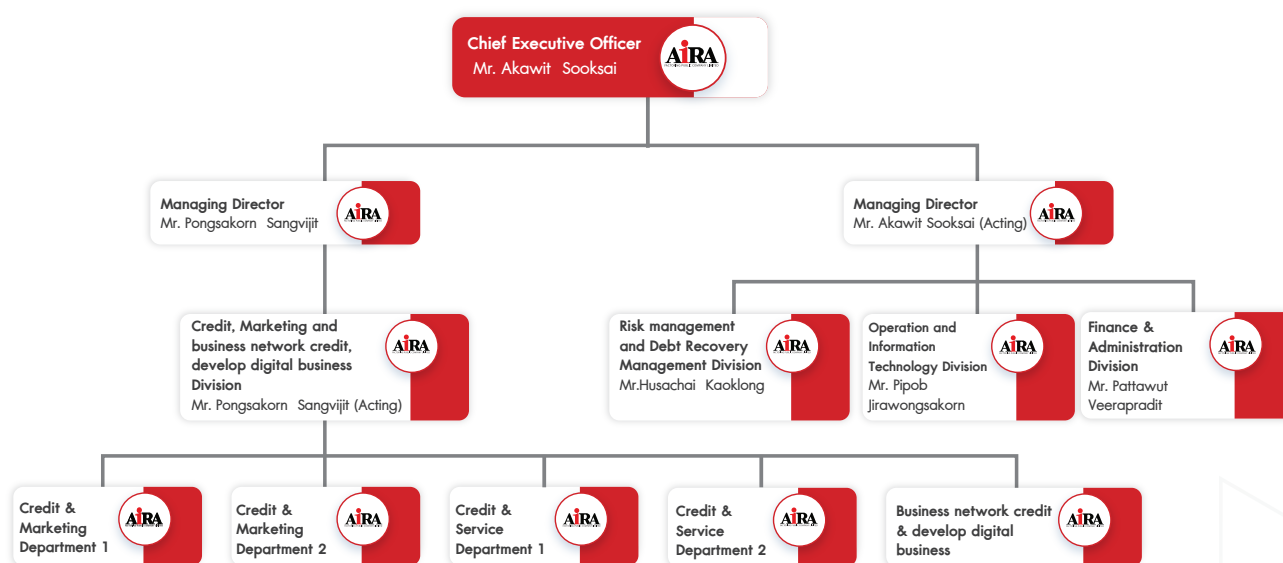 Chief Executive Officer
Mr. Akawit Sooksai
AiRA
Managing Director
Mr. Pongsakorn Sangvijit
AiRA
Managing Director
Mr. Akawit Sooksai (Acting)
AiRA
Credit, Marketing and
business network credit,
develop digital business
Division
Mr. Pongsakorn Sangvijit (Acting)
AiRA
Risk management
and Debt Recovery
Management Division
Mr.Husachai Kaoklong
AiRA
Operation and
Information
Technology Division
Mr. Pipob
Jirawongsakorn
AiRA
Finance &
Administration
Division
Mr. Pattawut
Veerapradit
AiRA
Credit &
Marketing
Department 1
AiRA
Credit &
Marketing
Department 2
AiRA
Credit &
Service
Department 1
AiRA
Credit &
Service
Department 2
AiRA
Business network credit
& develop digital
business
AiRA